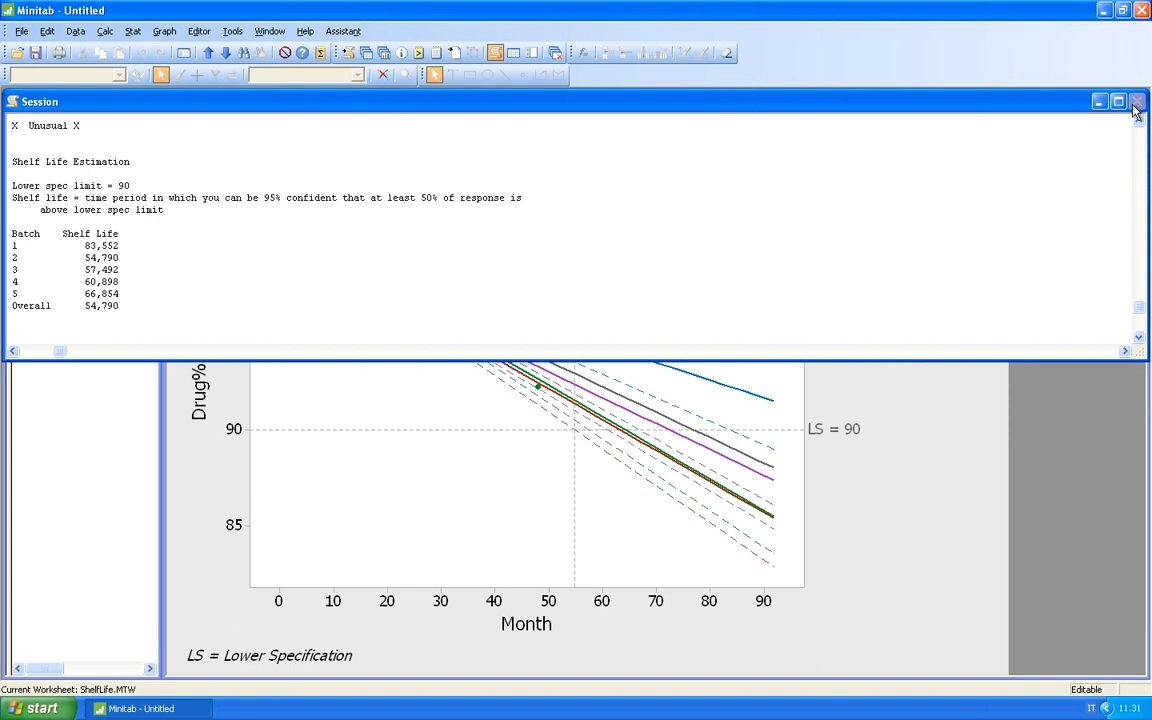 Minitab - Untitled
File Edit Data Calc Stat Graph Editor Tools Window Help Assistant
Session
X  Unusual X
Shelf Life Estimation
Lower spec limit = 90
Shelf life = time period in which you can be 95% confident that at least 50% of response is
above lower spec limit
Batch Shelf Life
1 83,552
2 54,790
3 57,492
4 60,898
5 66,854
Overall 54,790
Drug%
90
LS = 90
85
0 10 20 30 40 50 60 70 80 90
Month
LS = Lower Specification
Current Worksheet: ShelfLife.MTW
Editable
start
Minitab - Untitled
IT
11.31